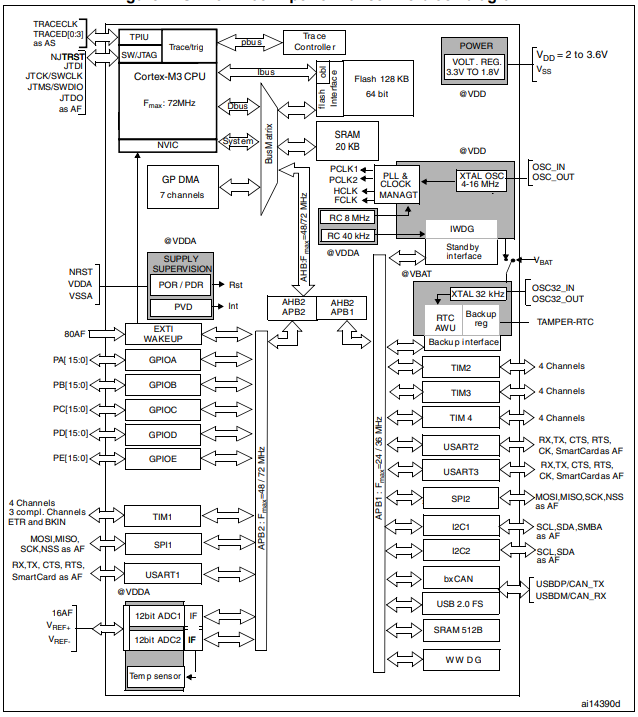 TRACECLK
TRACED[0:3]
as AS
NJTRST
JTDI
JTCK/SWCLK
JTMS/SWDIO
JTDO
as AF
TPIU
SW/JTAG
Trace/trig
Cortex-M3 CPU
Fmax: 72MHz
NVIC
pbus
Trace
Controller
Ibus
Dbus
System
BusMatrix
flash obl
Interface
Flash 128 KB
64 bit
SRAM
20 KB
POWER
VOLT. REG.
3.3V TO 1.8V
@VDD
VDD = 2 to 3.6V
VSS
GP DMA
7 channels
PCLK1
PCLK2
HCLK
FCLK
PLL &
CLOCK
MANAGT
@VDD
XTAL OSC
4-16 MHz
OSC_IN
OSC_OUT
RC 8 MHz
RC 40 kHz
@VDDA
IWDG
Standby
interface
@VBAT
VBAT
AHB:Fmax=48/72 MHz
@VDDA
SUPPLY
SUPERVISION
POR / PDR
PVD
Rst
Int
NRST
VDDA
VSSA
XTAL 32 kHz
OSC32_IN
OSC32_OUT
RTC
AWU
Backup
reg
Backup interface
TAMPER-RTC
AHB2
APB2
AHB2
APB1
80AF
EXTI
WAKEUP
PA[15:0]
GPIOA
PB[15:0]
GPIOB
PC[15:0]
GPIOC
PD[15:0]
GPIOD
PE[15:0]
GPIOE
4 Channels
3 compl. Channels
ETR and BKIN
TIM1
MOSI,MISO,
SCK,NSS as AF
SPI1
RX,TX, CTS, RTS,
SmartCard as AF
USART1
@VDDA
16AF
VREF+
VREF-
12bit ADC1
IF
12bit ADC2
IF
Temp sensor
APB2 : Fmax=48 / 72 MHz
APB1 : Fmax=24 / 36 MHz
TIM2
4 Channels
TIM3
4 Channels
TIM 4
4 Channels
USART2
RX,TX, CTS, RTS,
CK, SmartCard as AF
USART3
RX,TX, CTS, RTS,
CK, SmartCard as AF
SPI2
MOSI,MISO,SCK,NSS
as AF
I2C1
SCL,SDA,SMBA
as AF
I2C2
SCL,SDA
as AF
bxCAN
USB 2.0 FS
USBDP/CAN_TX
USBDM/CAN_RX
SRAM 512B
WWDG
ai14390d